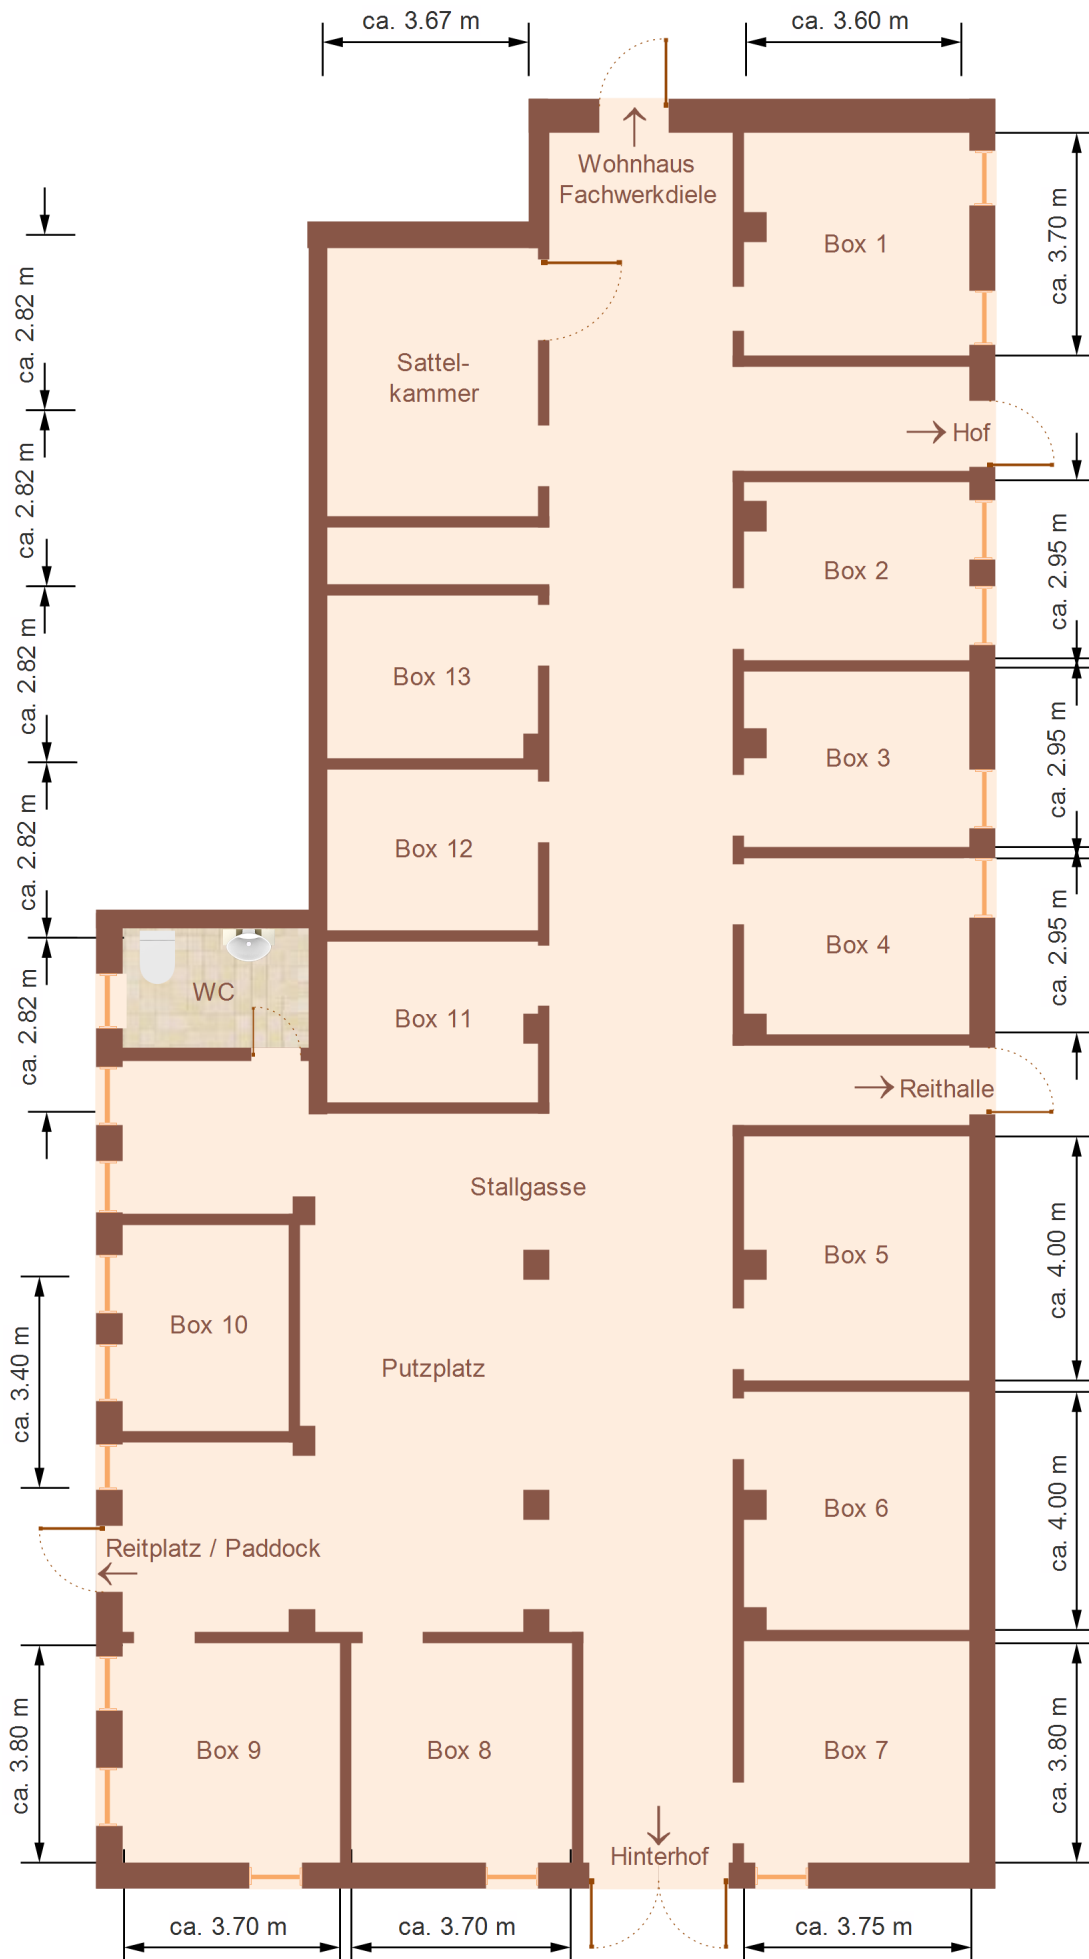 ca. 3.67 m
ca. 3.60 m
Wohnhaus
Fachwerkdiele
Box 1
ca. 3.70 m
ca. 2.82 m
Sattel-
kammer
Hof
ca. 2.82 m
Box 2
ca. 2.95 m
Box 13
ca. 2.82 m
Box 3
ca. 2.95 m
Box 12
ca. 2.82 m
Box 4
ca. 2.95 m
WC
Box 11
ca. 2.82 m
Reithalle
Stallgasse
Box 5
ca. 4.00 m
Box 10
Putzplatz
ca. 3.40 m
Box 6
ca. 4.00 m
Reitplatz / Paddock
Box 9
Box 8
Box 7
ca. 3.80 m
ca. 3.80 m
Hinterhof
ca. 3.70 m
ca. 3.70 m
ca. 3.75 m